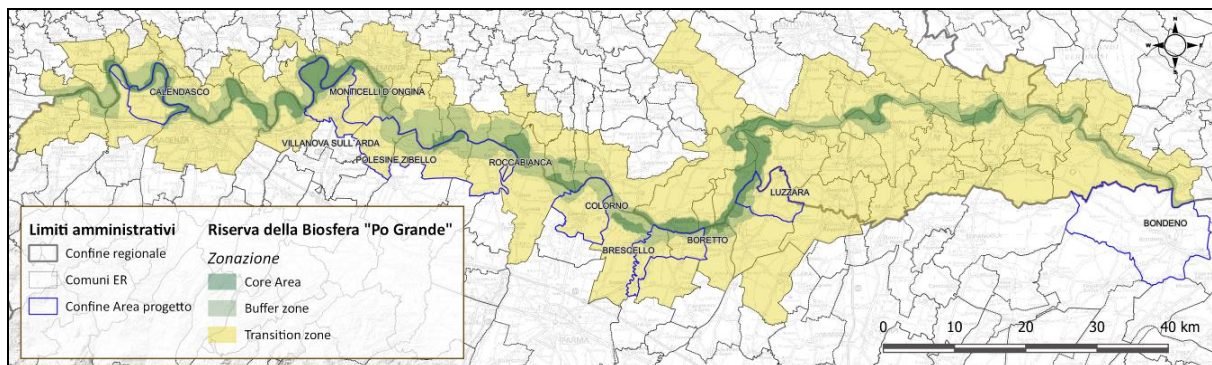 N
W
E
S
CALENDASCO
MONTICELLI D'ONGINA
VILLANOVA SULL'ARDA
POLESINE ZIBELLO
ROCCABIANCA
COLORNO
LUZZARA
BRESCELLO
BORETTO
BONDENO
Limiti amministrativi
Confine regionale
Comuni ER
Confine Area progetto
Riserva della Biosfera "Po Grande"
Zonazione
Core Area
Buffer zone
Transition zone
0 10 20 30 40 km
PARMA